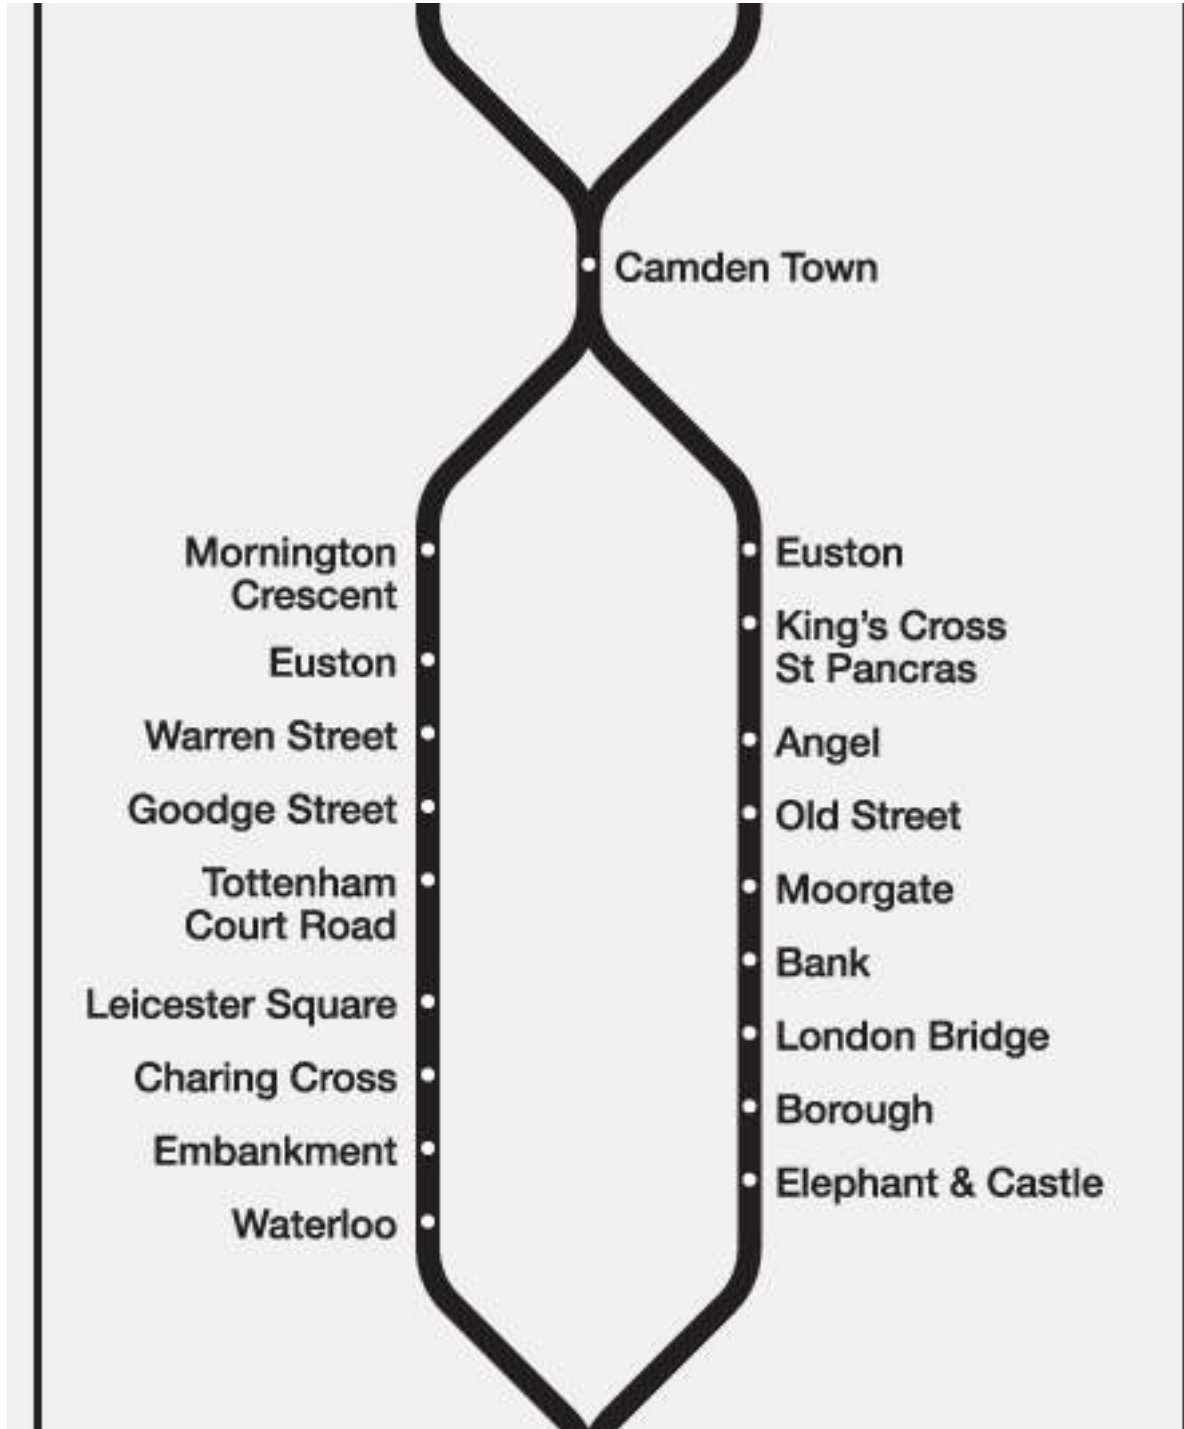 Camden Town
Mornington
Crescent
Euston
Warren Street
Goodge Street
Tottenham
Court Road
Leicester Square
Charing Cross
Embankment
Waterloo
Euston
King's Cross
St Pancras
Angel
Old Street
Moorgate
Bank
London Bridge
Borough
Elephant & Castle